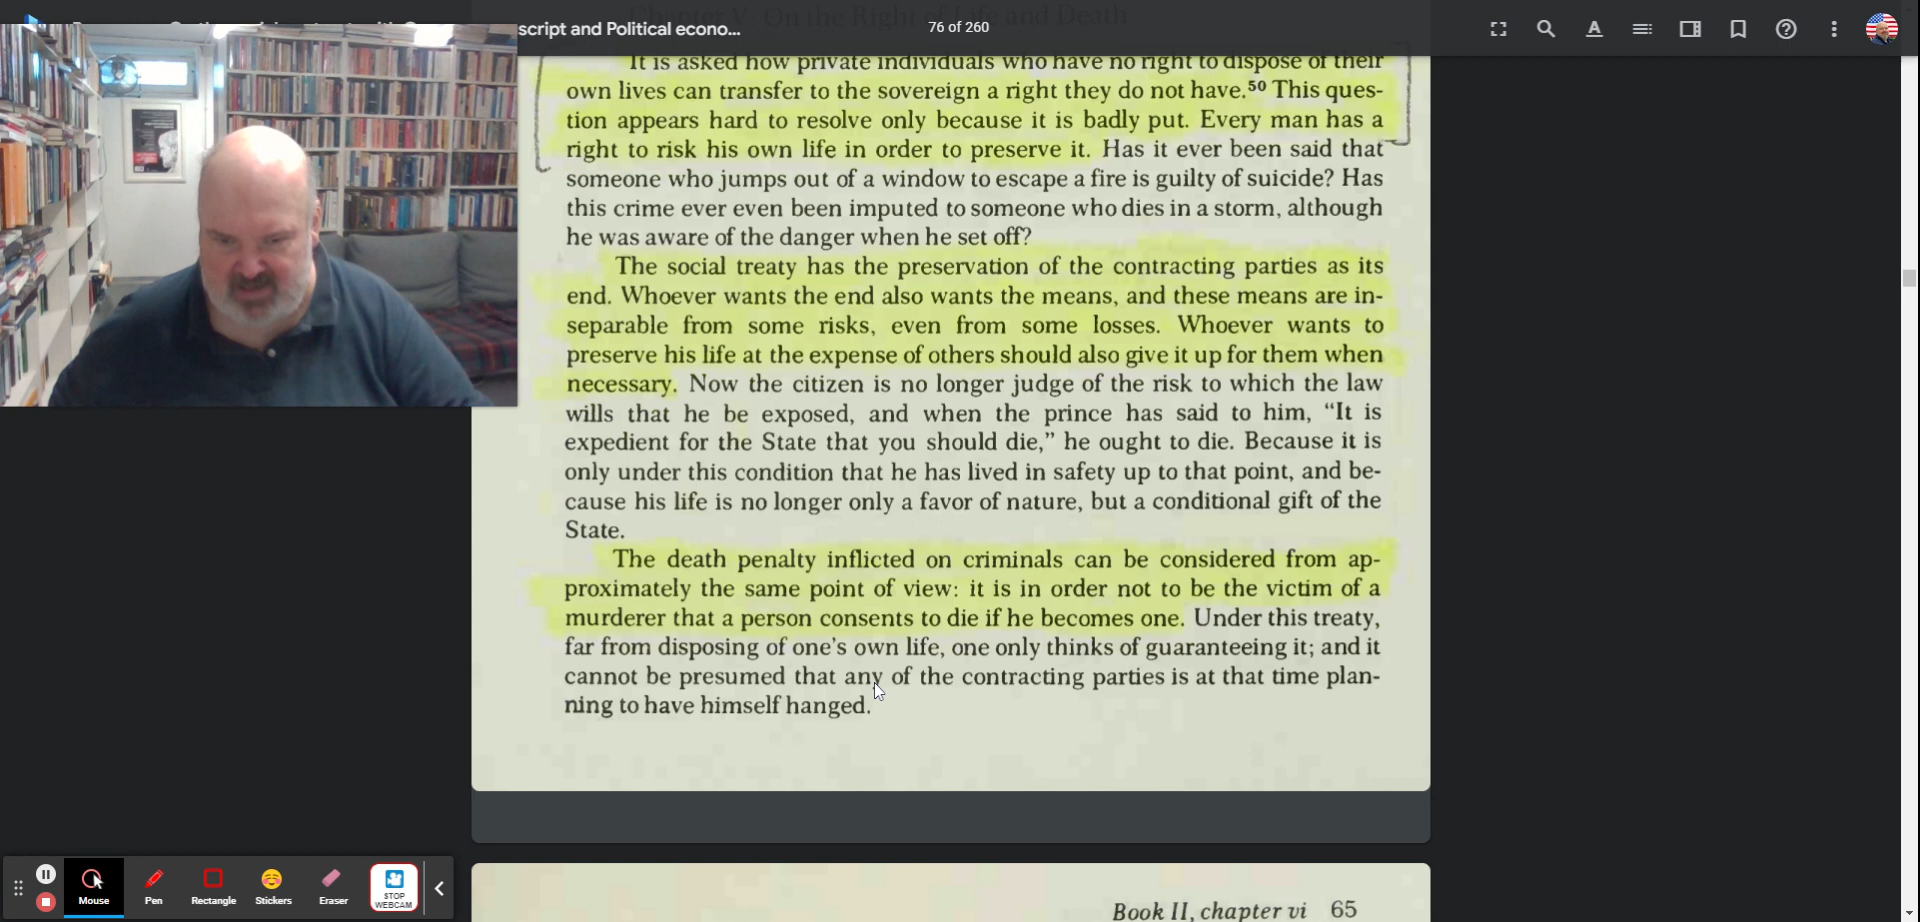 script and Political econo...
76 of 260
Chapter V On the Right of Life and Death
It is asked how private individuals who have no right to dispose of their
own lives can transfer to the sovereign a right they do not have.⁵⁰ This ques-
tion appears hard to resolve only because it is badly put. Every man has a
right to risk his own life in order to preserve it. Has it ever been said that
someone who jumps out of a window to escape a fire is guilty of suicide? Has
this crime ever even been imputed to someone who dies in a storm, although
he was aware of the danger when he set off?
The social treaty has the preservation of the contracting parties as its
end. Whoever wants the end also wants the means, and these means are in-
separable from some risks, even from some losses. Whoever wants to
preserve his life at the expense of others should also give it up for them when
necessary. Now the citizen is no longer judge of the risk to which the law
wills that he be exposed, and when the prince has said to him, “It is
expedient for the State that you should die,” he ought to die. Because it is
only under this condition that he has lived in safety up to that point, and be-
cause his life is no longer only a favor of nature, but a conditional gift of the
State.
The death penalty inflicted on criminals can be considered from ap-
proximately the same point of view: it is in order not to be the victim of a
murderer that a person consents to die if he becomes one. Under this treaty,
far from disposing of one's own life, one only thinks of guaranteeing it; and it
cannot be presumed that any of the contracting parties is at that time plan-
ning to have himself hanged.
Book II, chapter vi 65
Mouse
Pen
Rectangle
Stickers
Eraser
STOP
WEBCAM